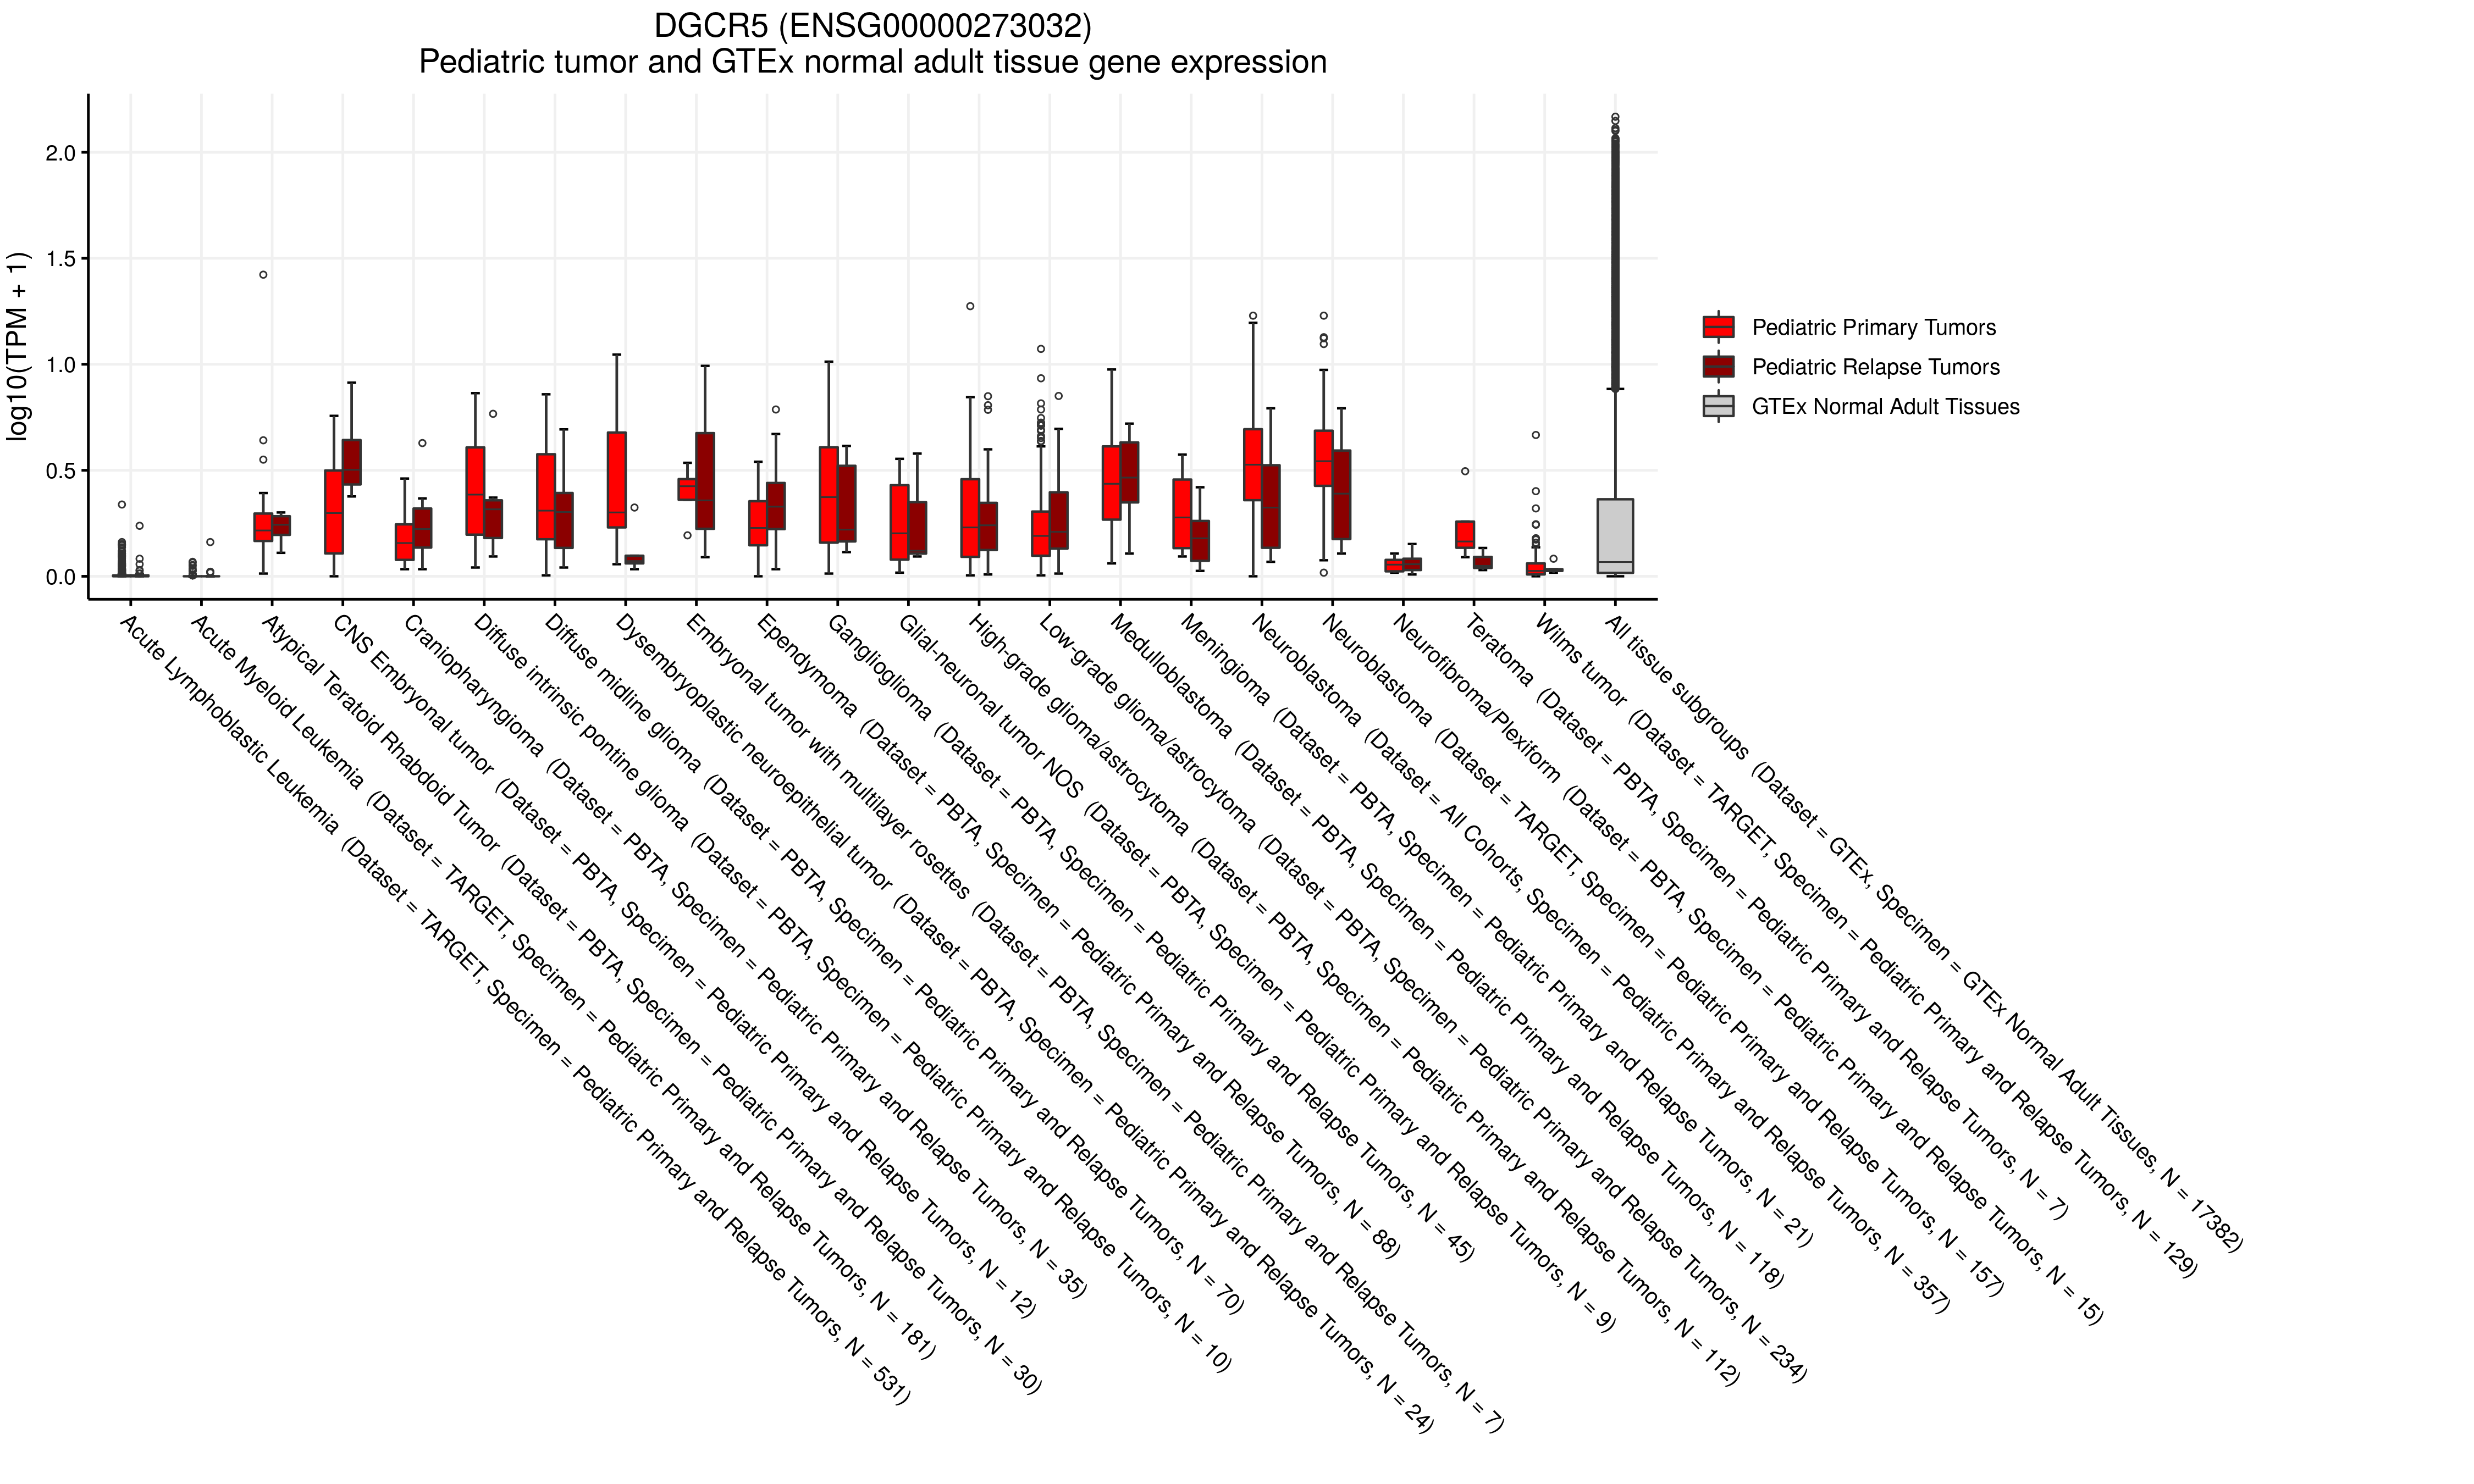 DGCR5 (ENSG00000273032)
Pediatric tumor and GTEx normal adult tissue gene expression
log10(TPM + 1)
2.0
1.5
1.0
0.5
0.0
Pediatric Primary Tumors
Pediatric Relapse Tumors
GTEx Normal Adult Tissues
Acute Lymphoblastic Leukemia (Dataset = TARGET, Specimen = Pediatric Primary and Relapse Tumors, N = 531)
Acute Myeloid Leukemia (Dataset = TARGET, Specimen = Pediatric Primary and Relapse Tumors, N = 181)
Atypical Teratoid Rhabdoid Tumor (Dataset = PBTA, Specimen = Pediatric Primary and Relapse Tumors, N = 30)
CNS Embryonal tumor (Dataset = PBTA, Specimen = Pediatric Primary and Relapse Tumors, N = 12)
Craniopharyngioma (Dataset = PBTA, Specimen = Pediatric Primary and Relapse Tumors, N = 35)
Diffuse intrinsic pontine glioma (Dataset = PBTA, Specimen = Pediatric Primary and Relapse Tumors, N = 10)
Diffuse midline glioma (Dataset = PBTA, Specimen = Pediatric Primary and Relapse Tumors, N = 70)
Dysembryoplastic neuroepithelial tumor (Dataset = PBTA, Specimen = Pediatric Primary and Relapse Tumors, N = 24)
Embryonal tumor with multilayer rosettes (Dataset = PBTA, Specimen = Pediatric Primary and Relapse Tumors, N = 7)
Ependymoma (Dataset = PBTA, Specimen = Pediatric Primary and Relapse Tumors, N = 88)
Ganglioglioma (Dataset = PBTA, Specimen = Pediatric Primary and Relapse Tumors, N = 45)
Glial-neuronal tumor NOS (Dataset = PBTA, Specimen = Pediatric Primary and Relapse Tumors, N = 9)
High-grade glioma/astrocytoma (Dataset = PBTA, Specimen = Pediatric Primary and Relapse Tumors, N = 112)
Low-grade glioma/astrocytoma (Dataset = PBTA, Specimen = Pediatric Primary and Relapse Tumors, N = 234)
Medulloblastoma (Dataset = PBTA, Specimen = Pediatric Primary and Relapse Tumors, N = 118)
Meningioma (Dataset = PBTA, Specimen = Pediatric Primary and Relapse Tumors, N = 21)
Neuroblastoma (Dataset = All Cohorts, Specimen = Pediatric Primary and Relapse Tumors, N = 357)
Neuroblastoma (Dataset = TARGET, Specimen = Pediatric Primary and Relapse Tumors, N = 157)
Neurofibroma/Plexiform (Dataset = PBTA, Specimen = Pediatric Primary and Relapse Tumors, N = 15)
Teratoma (Dataset = PBTA, Specimen = Pediatric Primary and Relapse Tumors, N = 7)
Wilms tumor (Dataset = TARGET, Specimen = Pediatric Primary and Relapse Tumors, N = 129)
All tissue subgroups (Dataset = GTEx, Specimen = GTEx Normal Adult Tissues, N = 17382)